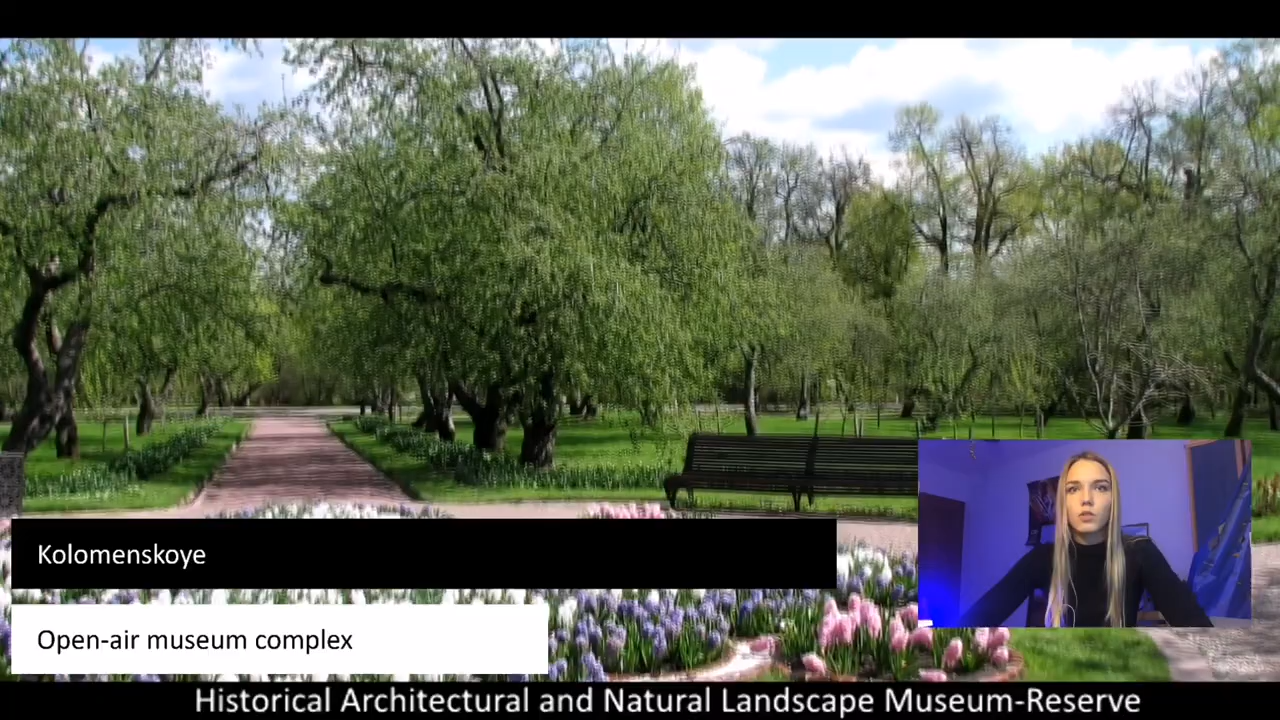 Kolomenskoye
Open-air museum complex
Historical Architectural and Natural Landscape Museum-Reserve